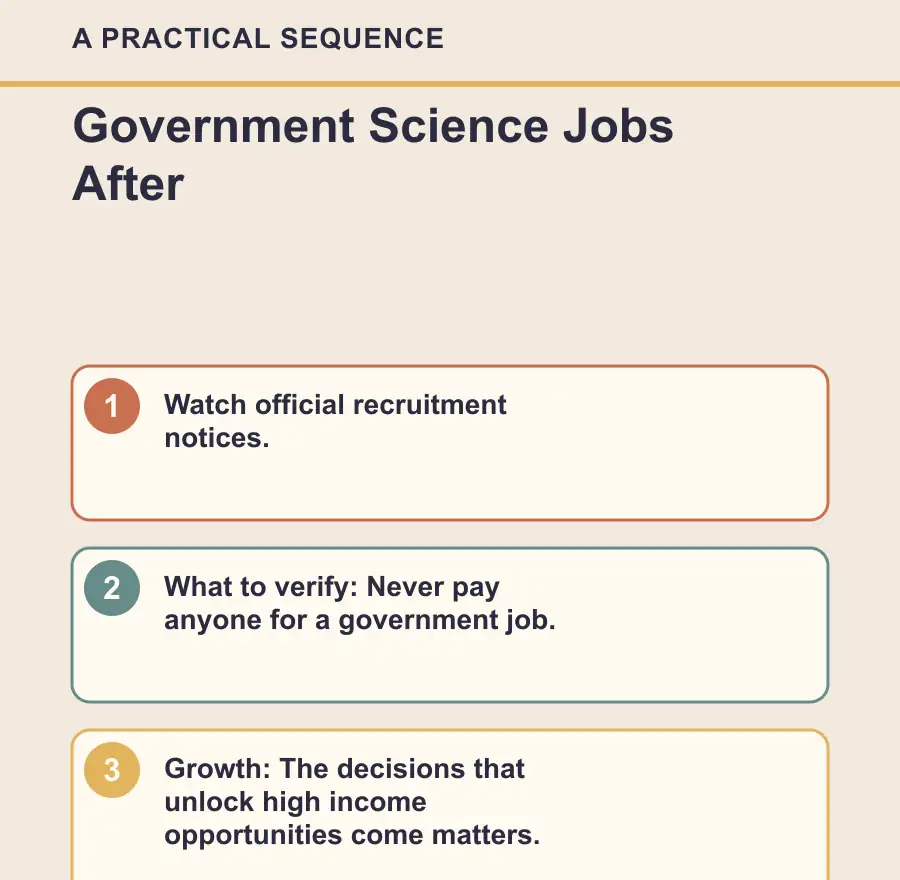 A PRACTICAL SEQUENCE
Government Science Jobs
After
1
Watch official recruitment
notices.
2
What to verify: Never pay
anyone for a government job.
3
Growth: The decisions that
unlock high income
opportunities come matters.